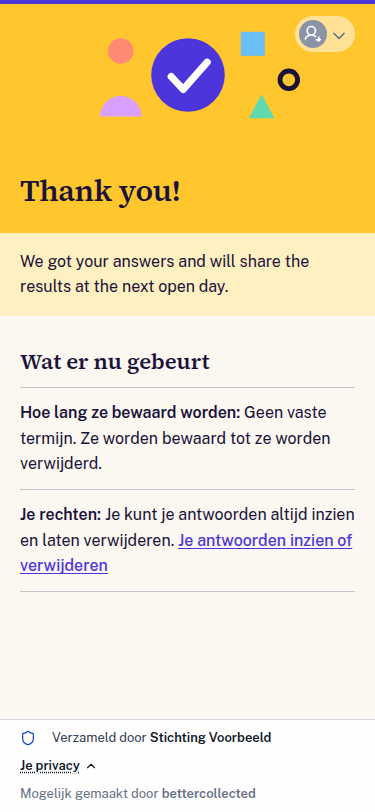 Thank you!
We got your answers and will share the
results at the next open day.
Wat er nu gebeurt
Hoe lang ze bewaard worden: Geen vaste
termijn. Ze worden bewaard tot ze worden
verwijderd.
Je rechten: Je kunt je antwoorden altijd inzien
en laten verwijderen. Je antwoorden inzien of
verwijderen
Verzameld door Stichting Voorbeeld
Je privacy
Mogelijk gemaakt door bettercollected